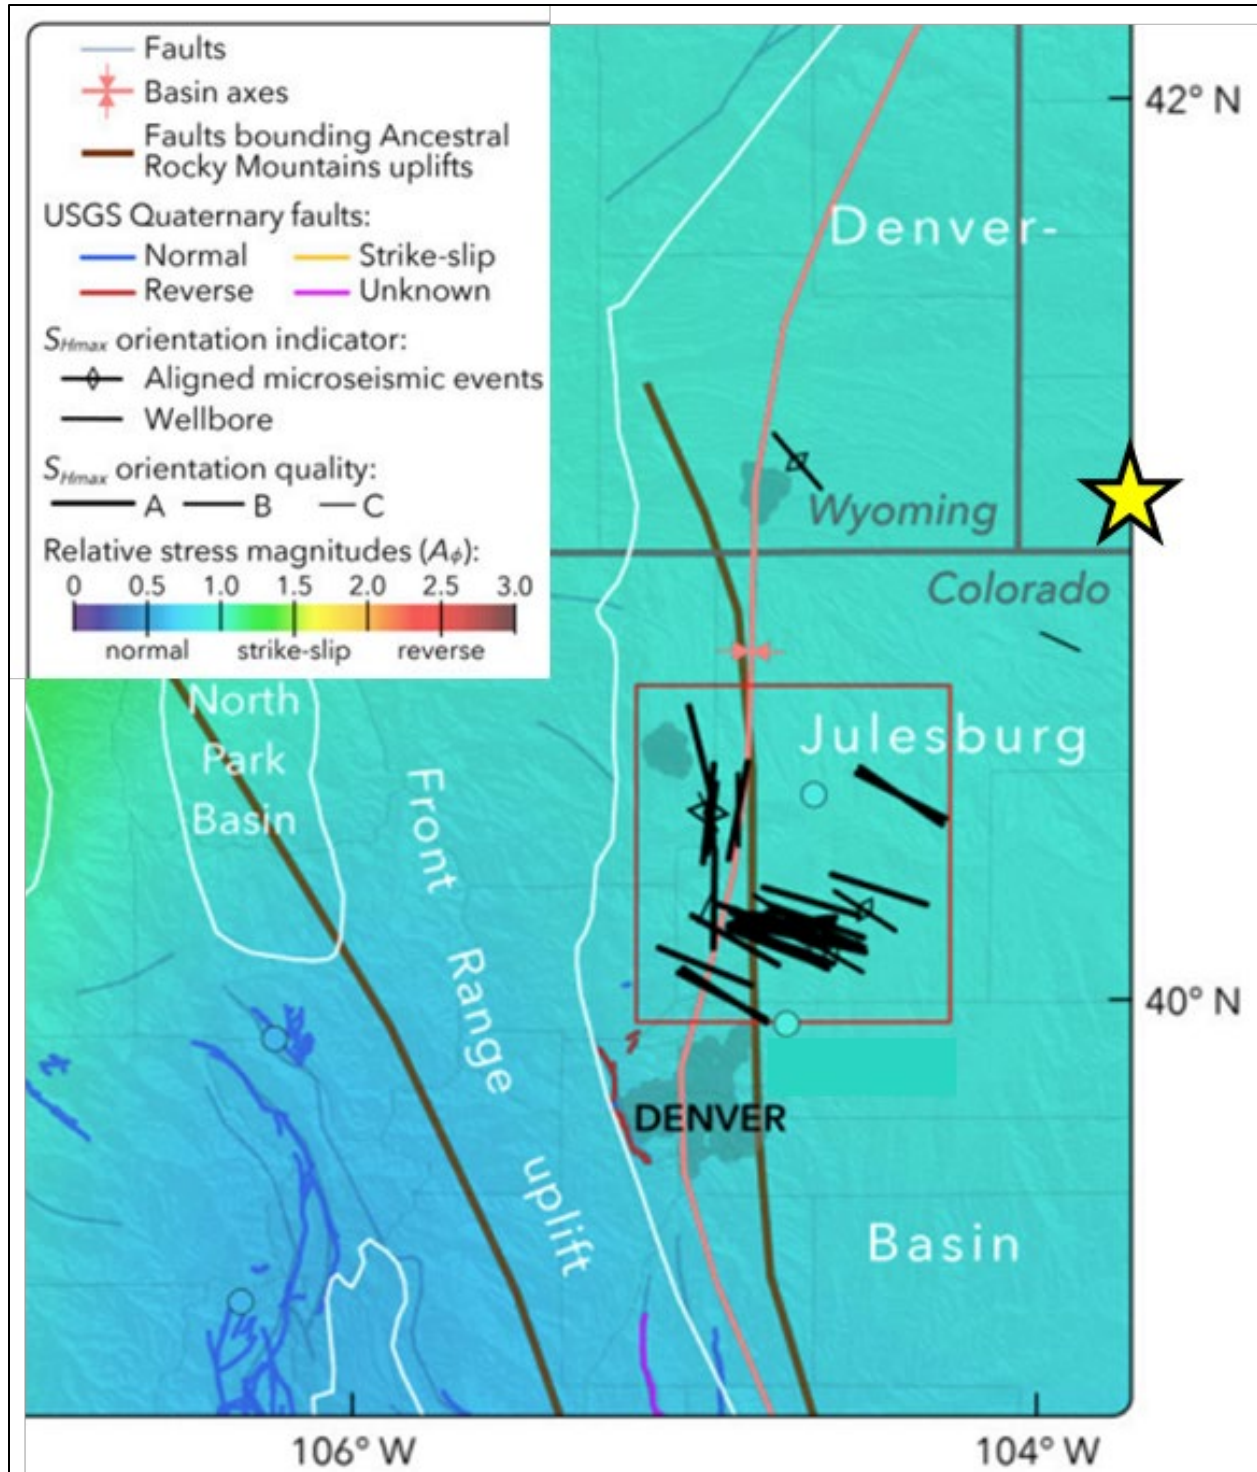 Faults
Basin axes
Faults bounding Ancestral
Rocky Mountains uplifts
USGS Quaternary faults:
Normal Strike-slip
Reverse Unknown
SHmax orientation indicator:
Aligned microseismic events
Wellbore
SHmax orientation quality:
A B C
Relative stress magnitudes (Aϕ):
0 0.5 1.0 1.5 2.0 2.5 3.0
normal strike-slip reverse
42° N
Denver-
Wyoming
Colorado
North
Park
Basin
Front
Range
uplift
Julesburg
40° N
DENVER
Basin
106° W 104° W